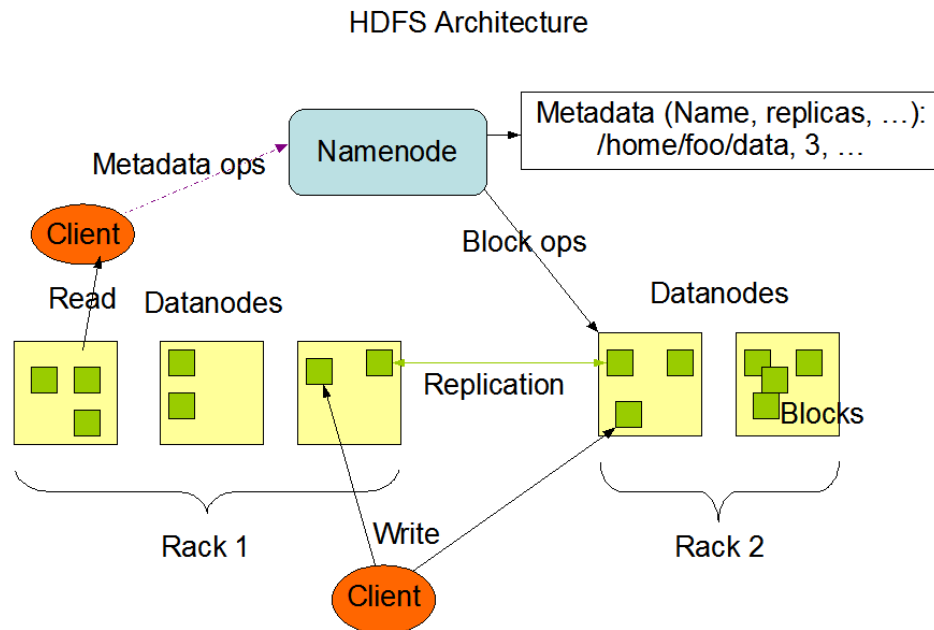 HDFS Architecture
Metadata (Name, replicas, …):
/home/foo/data, 3, …
Namenode
Metadata ops
Client
Block ops
Read
Datanodes
Datanodes
Replication
Blocks
Write
Rack 1
Rack 2
Client